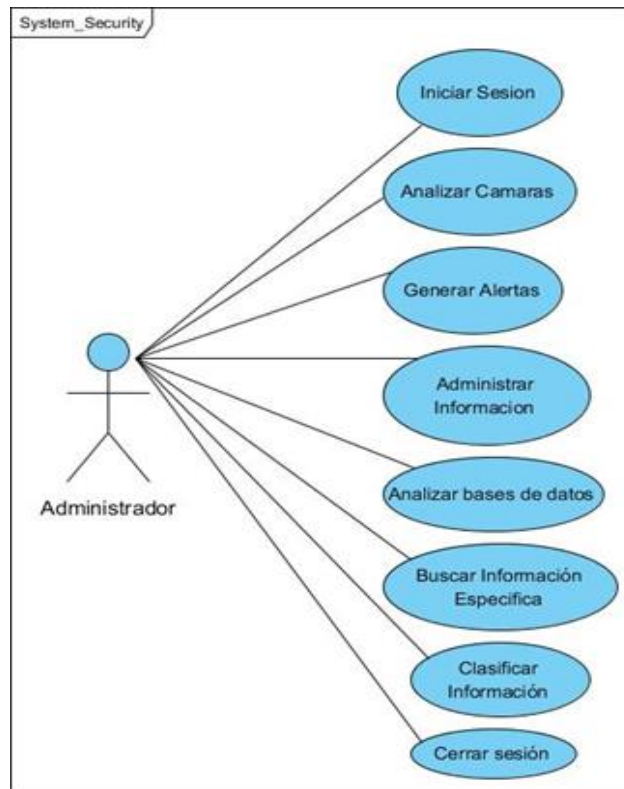 System_Security
Iniciar Sesion
Analizar Camaras
Generar Alertas
Administrar
Informacion
Administrador
Analizar bases de datos
Buscar Información
Especifica
Clasificar
Información
Cerrar sesión